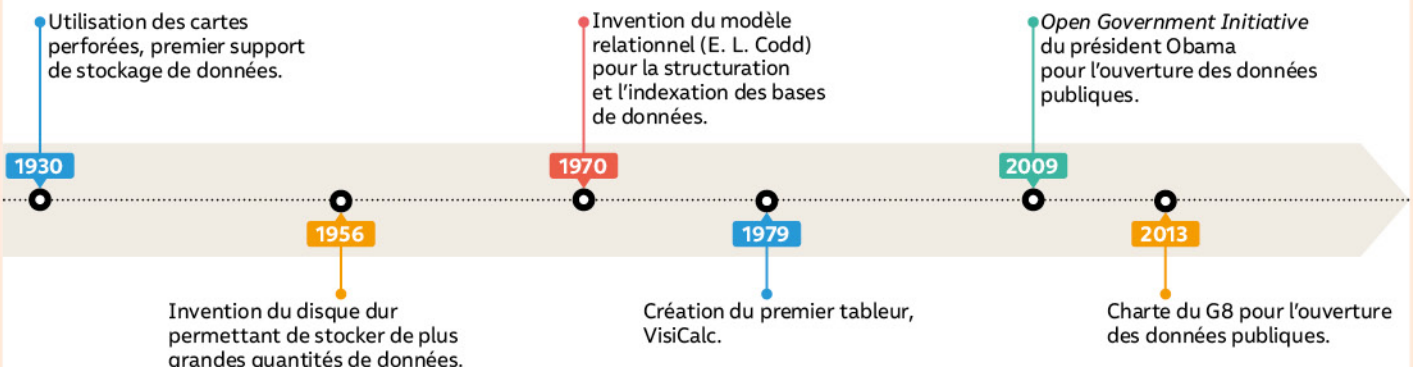 Utilisation des cartes
perforées, premier support
de stockage de données.
Invention du modèle
relationnel (E. L. Codd)
pour la structuration
et l'indexation des bases
de données.
Open Government Initiative
du président Obama
pour l'ouverture des données
publiques.
1930
1970
2009
1956
1979
2013
Invention du disque dur
permettant de stocker de plus
grandes quantités de données.
Création du premier tableur,
VisiCalc.
Charte du G8 pour l'ouverture
des données publiques.